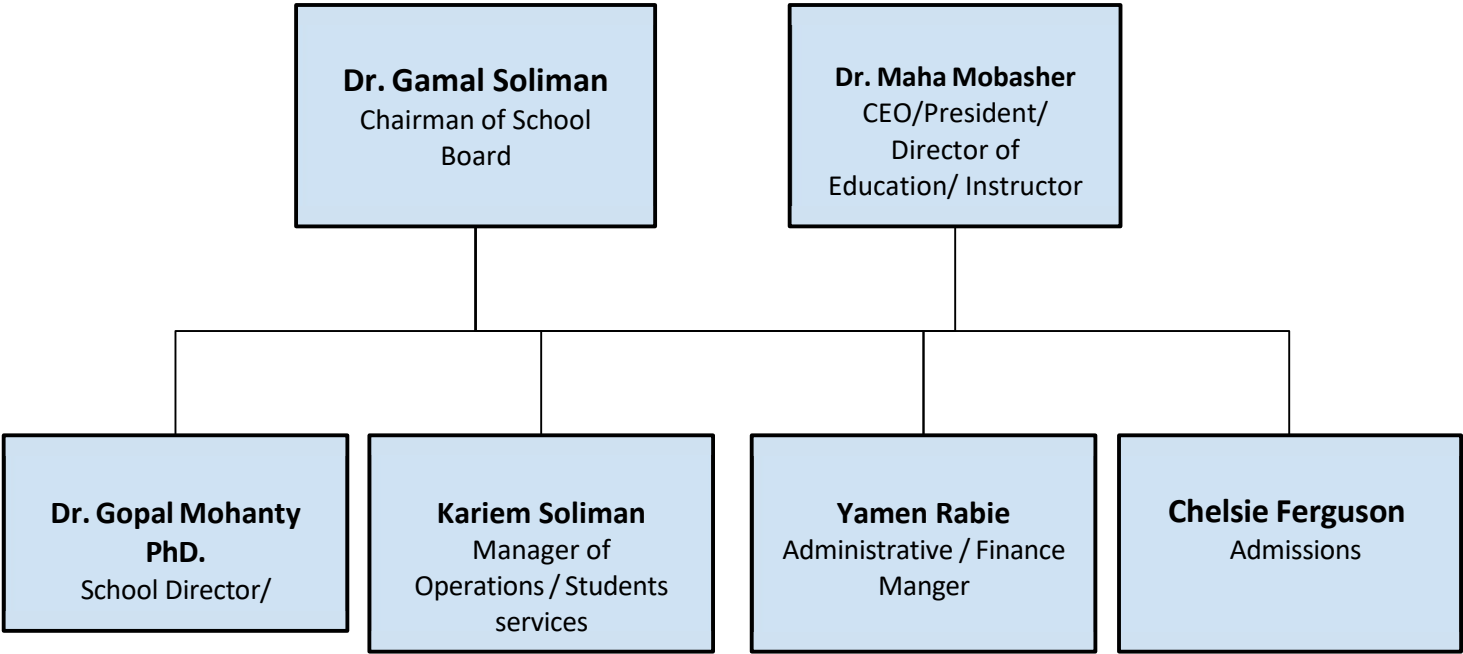 Dr. Gamal Soliman
Chairman of School
Board
Dr. Maha Mobasher
CEO/President/
Director of
Education/ Instructor
Dr. Gopal Mohanty
PhD.
School Director/
Kariem Soliman
Manager of
Operations / Students
services
Yamen Rabie
Administrative / Finance
Manger
Chelsie Ferguson
Admissions